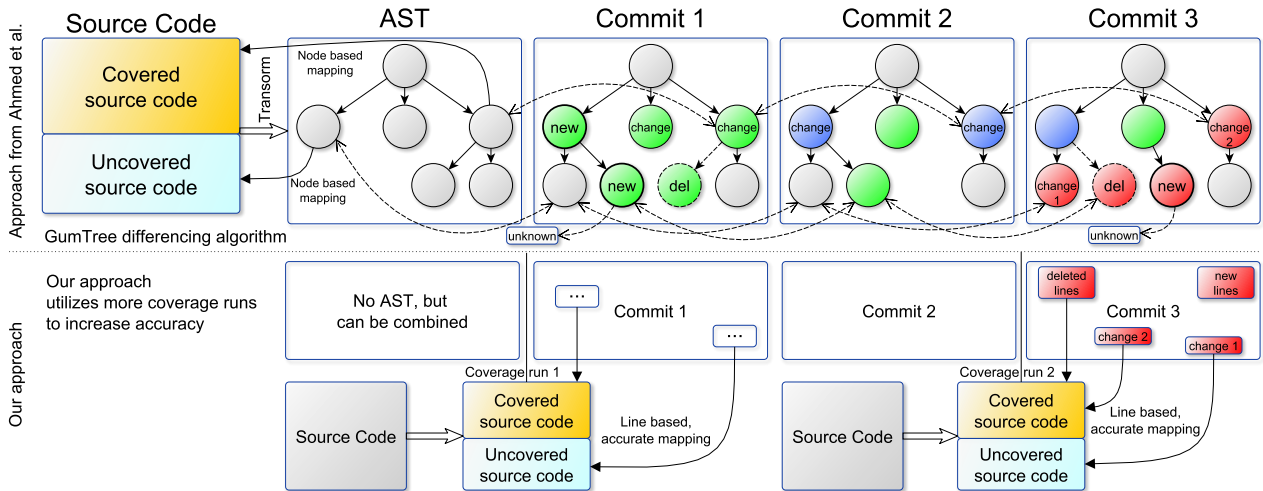 Approach from Ahmed et al.
Source Code
AST
Commit 1
Commit 2
Commit 3
Covered
source code
Uncovered
source code
Transorm
Node based
mapping
Node based
mapping
new
change
change
new
del
change
change
change
2
change
1
del
new
unknown
unknown
GumTree differencing algorithm
Our approach
Our approach
utilizes more coverage runs
to increase accuracy
No AST, but
can be combined
...
Commit 1
...
Commit 2
deleted
lines
new
lines
Commit 3
change 2
change 1
Coverage run 1
Coverage run 2
Source Code
Covered
source code
Uncovered
source code
Line based,
accurate mapping
Source Code
Covered
source code
Uncovered
source code
Line based,
accurate mapping